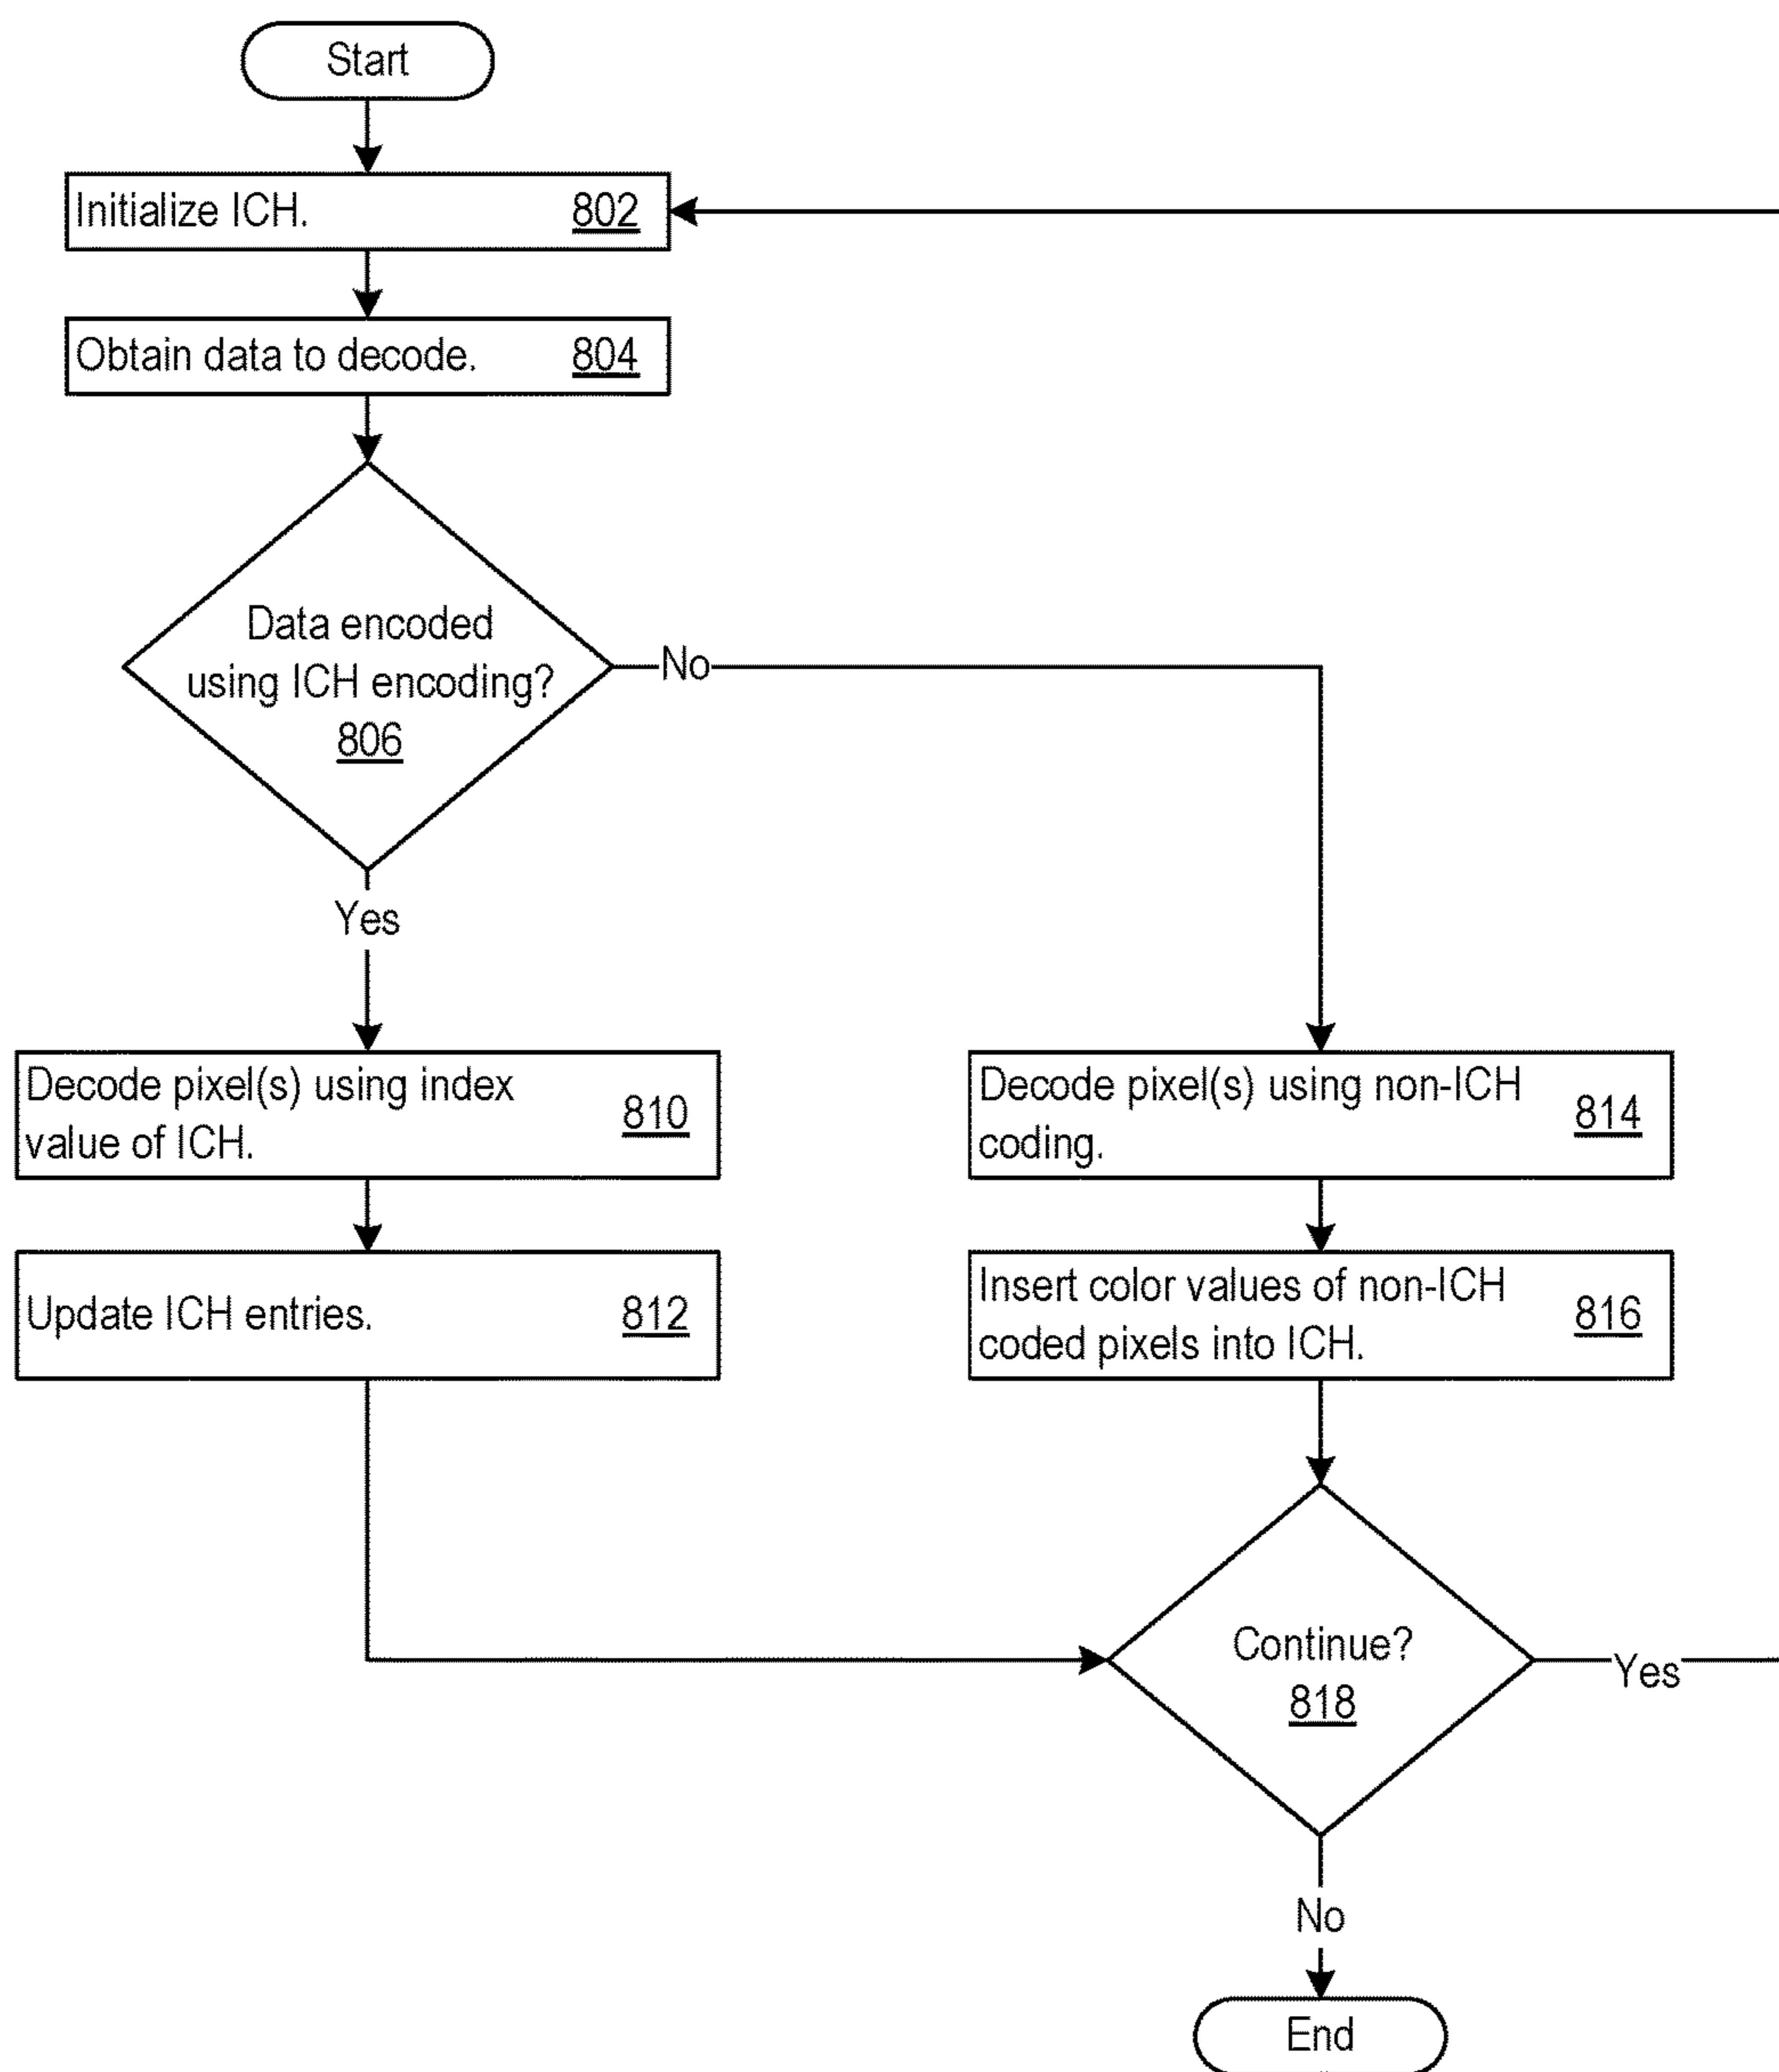 Start
Initialize ICH. 802
Obtain data to decode. 804
Data encoded
using ICH encoding?
806
No
Yes
Decode pixel(s) using index
value of ICH.
810
Decode pixel(s) using non-ICH
coding.
814
Update ICH entries. 812
Insert color values of non-ICH
coded pixels into ICH.
816
Continue?
818
Yes
No
End